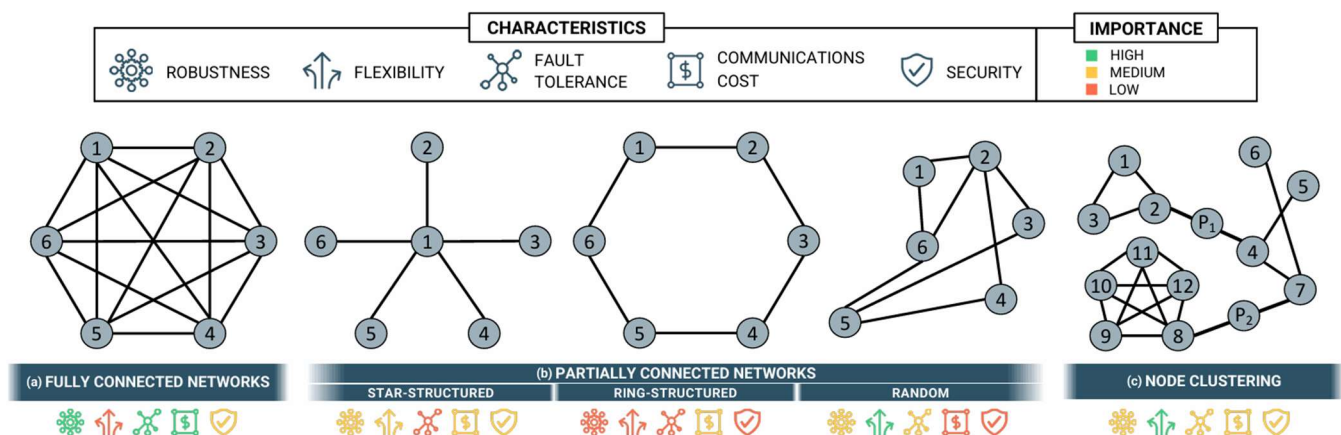 CHARACTERISTICS
IMPORTANCE
ROBUSTNESS
FLEXIBILITY
FAULT
TOLERANCE
COMMUNICATIONS
COST
SECURITY
HIGH
MEDIUM
LOW
1
2
6
3
5
4
2
6
1
3
5
4
1
2
6
3
5
4
2
1
3
6
4
5
6
1
5
3
2
P1
4
11
10
12
7
P2
9
8
(a) FULLY CONNECTED NETWORKS
(b) PARTIALLY CONNECTED NETWORKS
STAR-STRUCTURED
RING-STRUCTURED
RANDOM
(c) NODE CLUSTERING